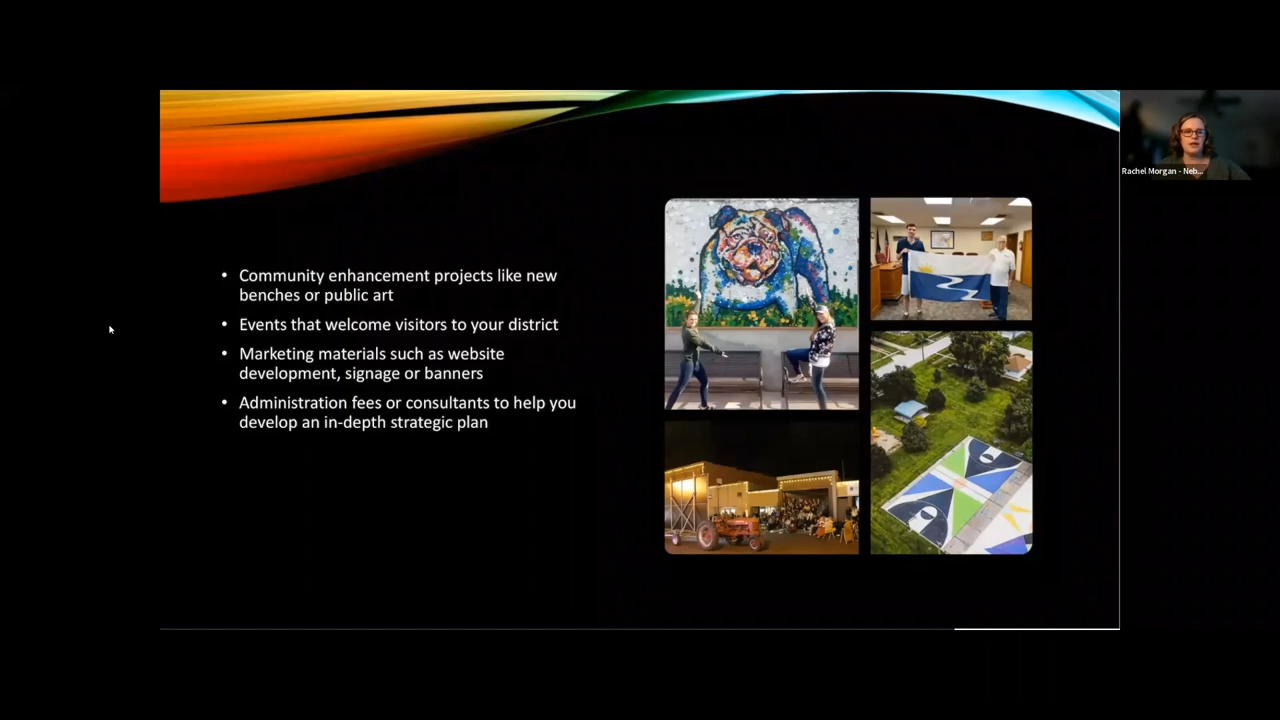 Community enhancement projects like new
benches or public art
Events that welcome visitors to your district
Marketing materials such as website
development, signage or banners
Administration fees or consultants to help you
develop an in-depth strategic plan
Rachel Morgan - Neb...